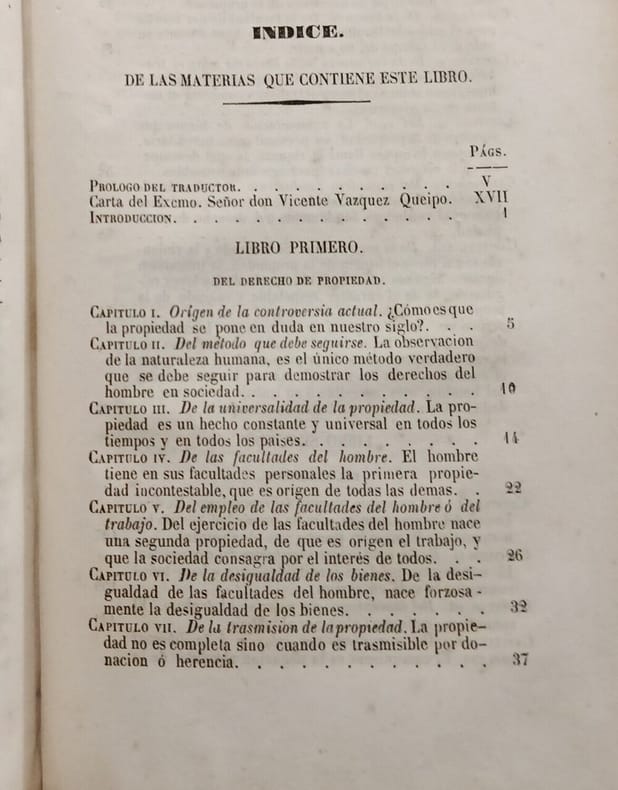 INDICE.
DE LAS MATERIAS QUE CONTIENE ESTE LIBRO.
PÁGS.
PROLOGO DEL TRADUCTOR. . . . . . . . . . V
Carta del Excmo. Señor don Vicente Vazquez Queipo. XVII
INTRODUCCION. . . . . . . . . . . . . 1
LIBRO PRIMERO.
DEL DERECHO DE PROPIEDAD.
CAPITULO I. Orígen de la controversia actual. ¿Cómo es que
la propiedad se pone en duda en nuestro siglo?. . . 5
CAPITULO II. Del método que debe seguirse. La observacion
de la naturaleza humana, es el único método verdadero
que se debe seguir para demostrar los derechos del
hombre en sociedad. . . . . . . . . . . 10
CAPITULO III. De la universalidad de la propiedad. La pro-
piedad es un hecho constante y universal en todos los
tiempos y en todos los paises. . . . . . . . 14
CAPITULO IV. De las facultades del hombre. El hombre
tiene en sus facultades personales la primera propie-
dad incontestable, que es origen de todas las demas. . 22
CAPITULO V. Del empleo de las facultades del hombre ó del
trabajo. Del ejercicio de las facultades del hombre nace
una segunda propiedad, de que es origen el trabajo, y
que la sociedad consagra por el interés de todos. . . 26
CAPITULO VI. De la desigualdad de los bienes. De la desi-
gualdad de las facultades del hombre, nace forzosa-
mente la desigualdad de los bienes. . . . . . . 32
CAPITULO VII. De la trasmision de la propiedad. La propie-
dad no es completa sino cuando es trasmisible por do-
nacion ó herencia. . . . . . . . . . . 37